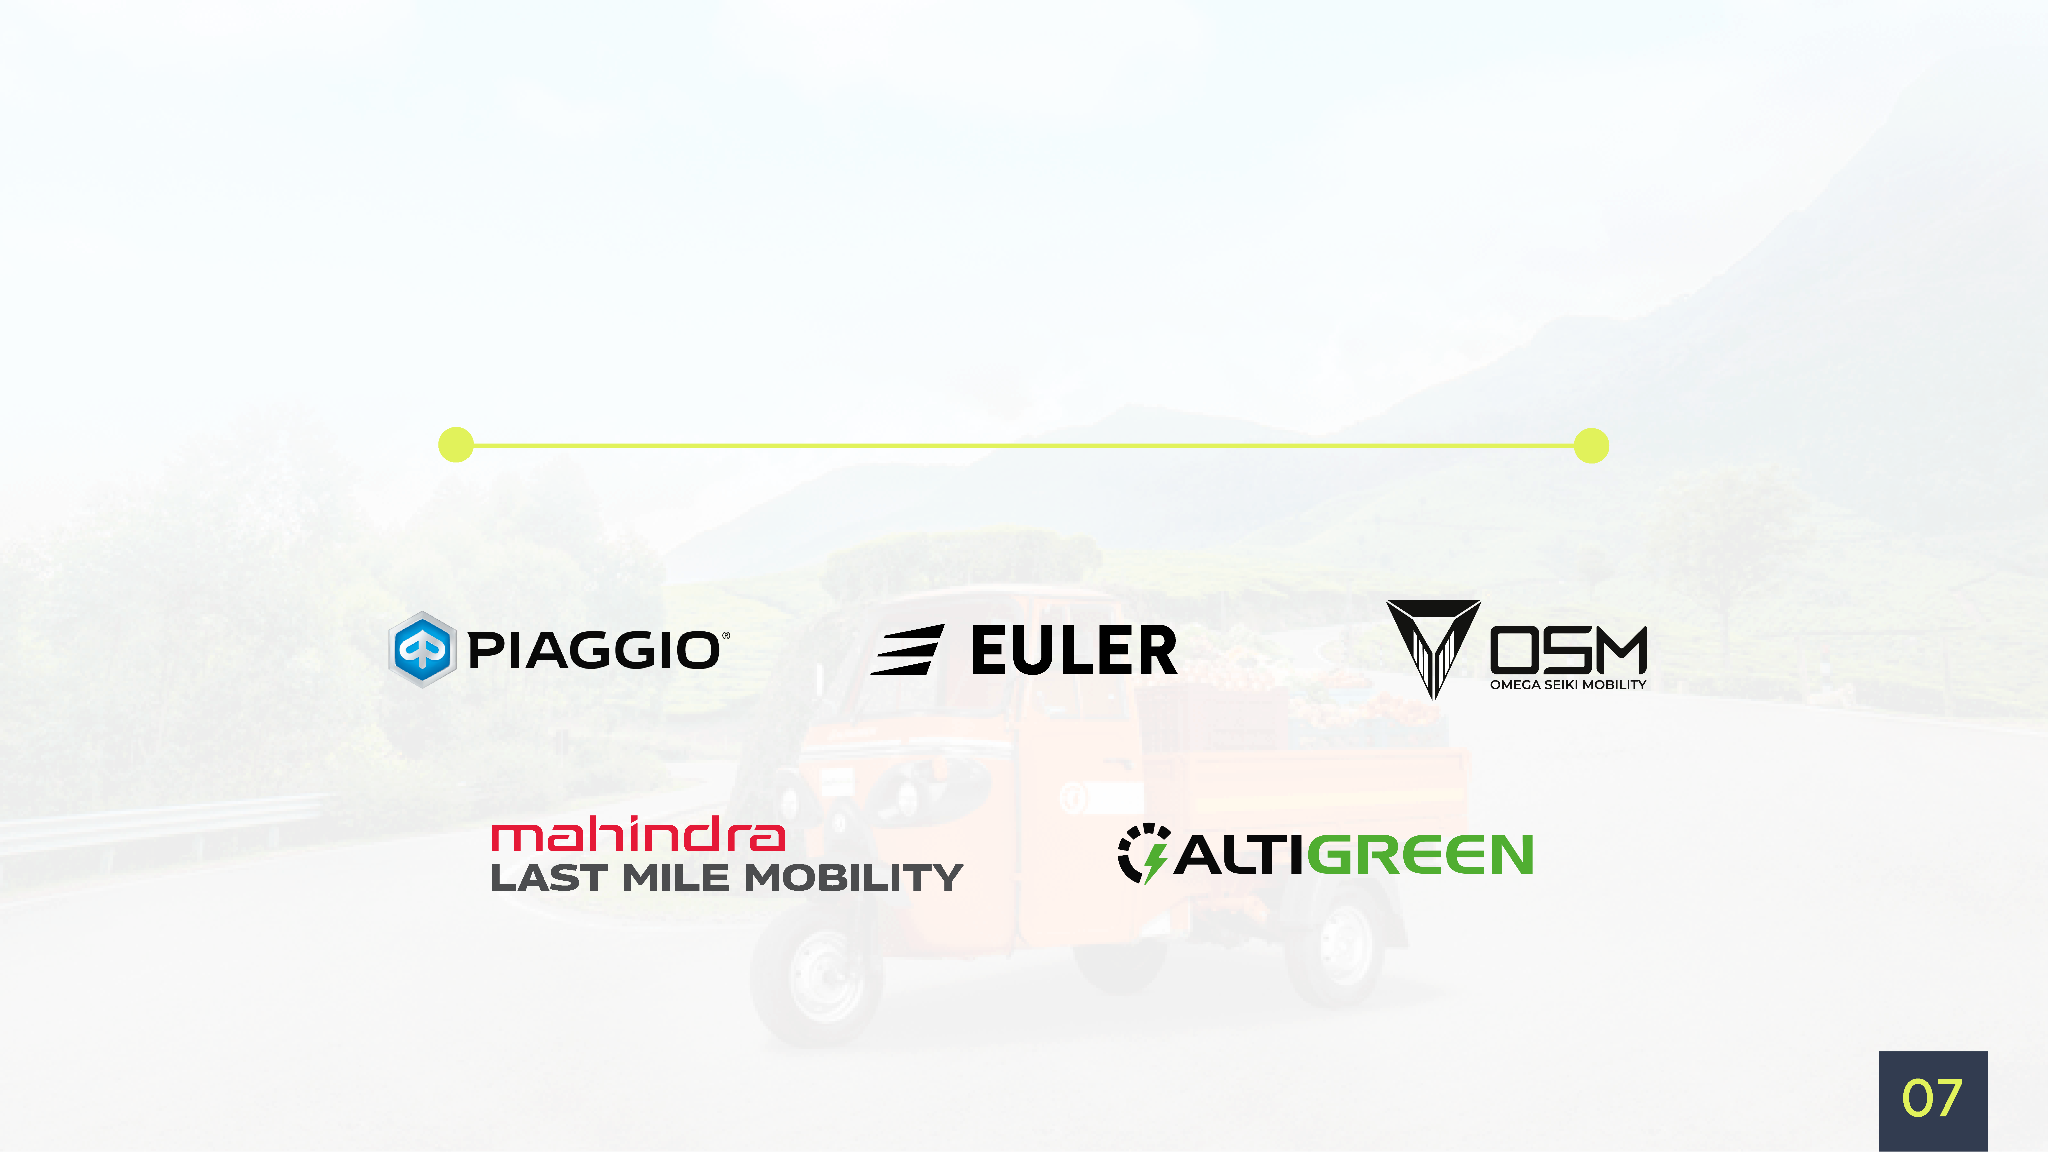 PIAGGIO®
EULER
OSM
OMEGA SEIKI MOBILITY
mahindra
LAST MILE MOBILITY
ALTIGREEN
07